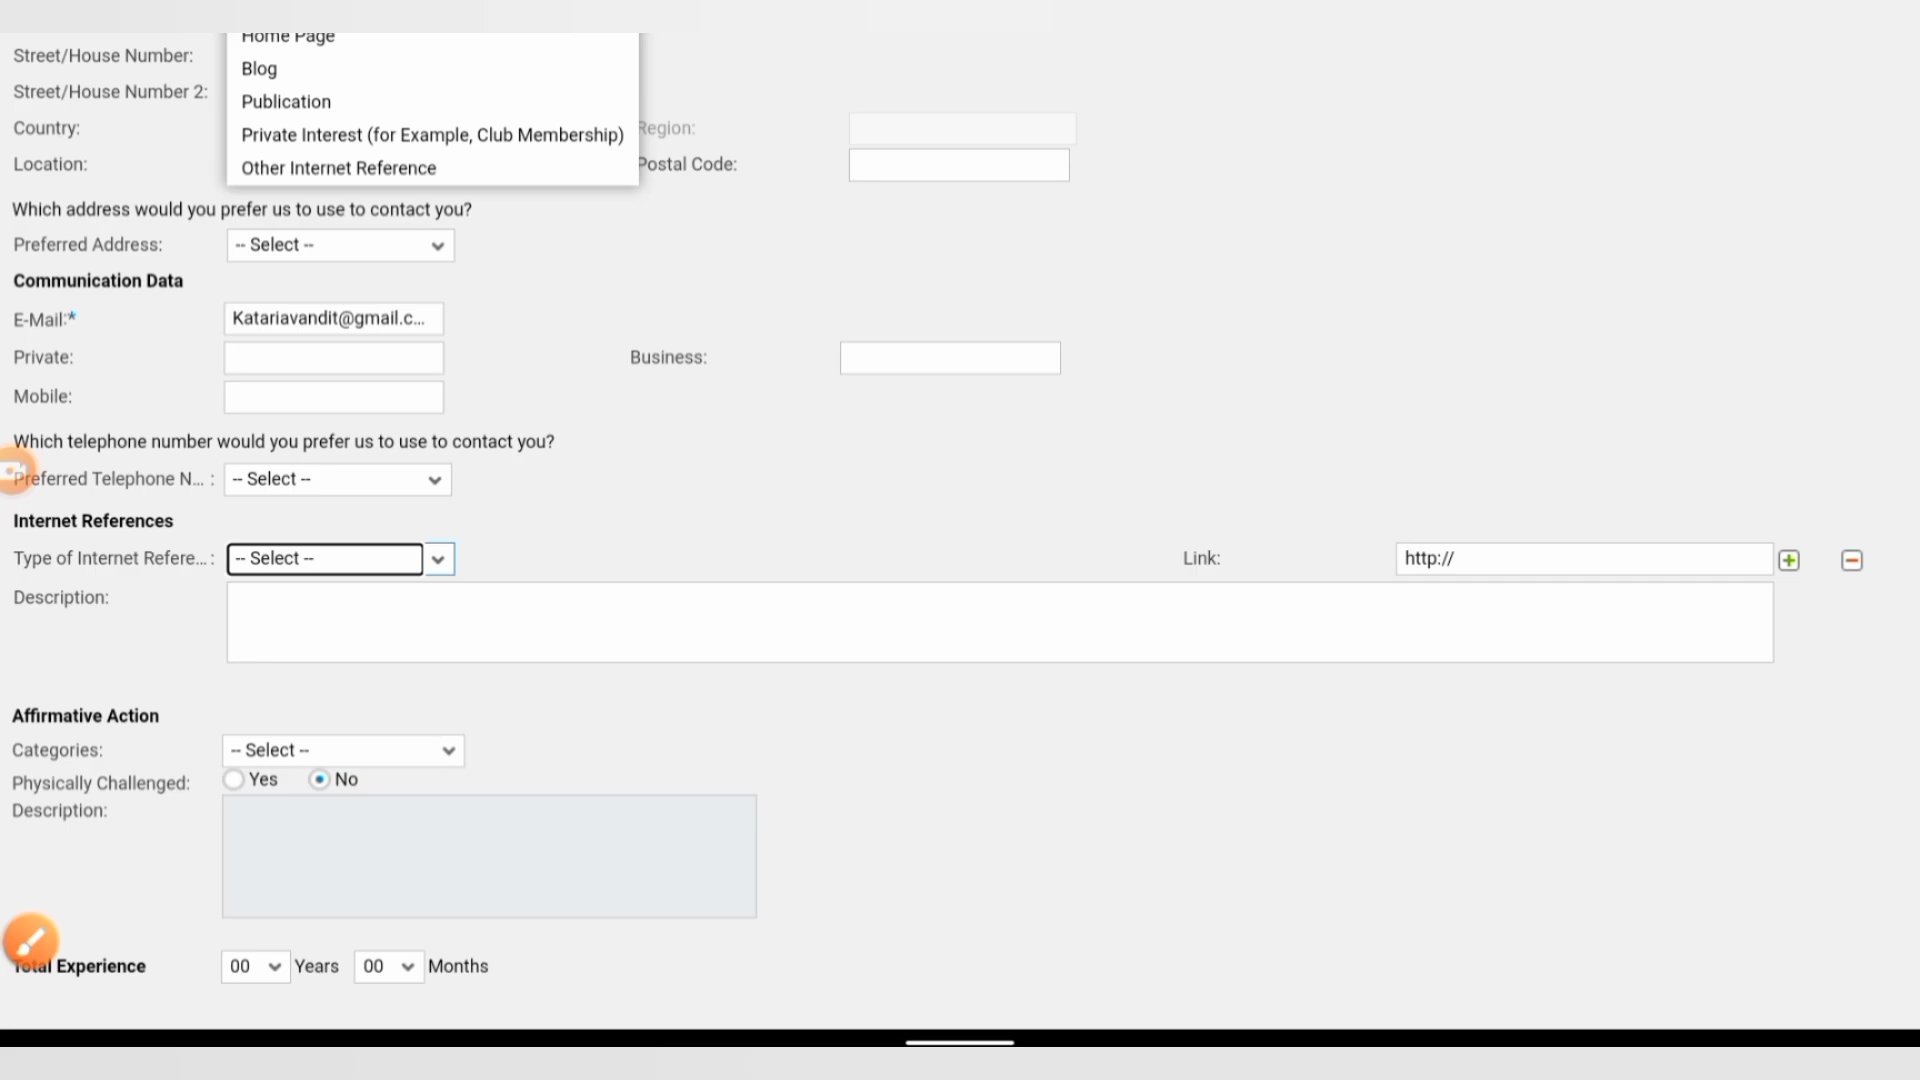 Home Page
Street/House Number:
Blog
Street/House Number 2:
Publication
Country:
Private Interest (for Example, Club Membership)
Region:
Location:
Other Internet Reference
Postal Code:
Which address would you prefer us to use to contact you?
Preferred Address: -- Select --
Communication Data
E-Mail:* Katariavandit@gmail.c...
Private: Business:
Mobile:
Which telephone number would you prefer us to use to contact you?
Preferred Telephone N... : -- Select --
Internet References
Type of Internet Refere... : -- Select -- Link: http://
Description:
Affirmative Action
Categories: -- Select --
Physically Challenged: Yes No
Description:
Total Experience 00 Years 00 Months